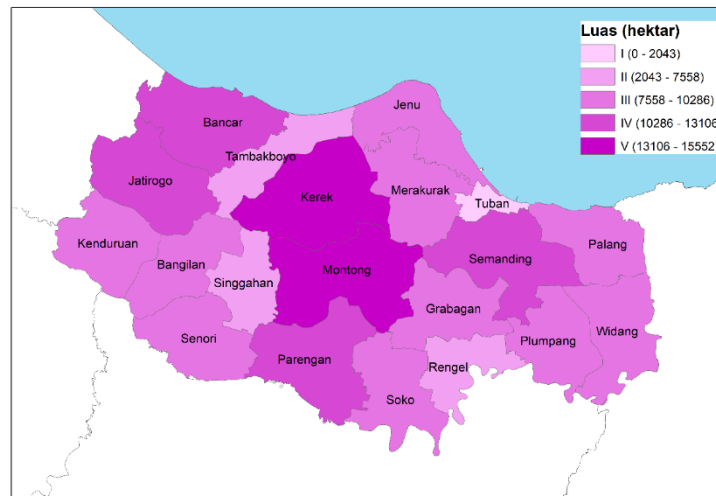 Luas (hektar)
I (0 - 2043)
II (2043 - 7558)
III (7558 - 10286)
IV (10286 - 13106
V (13106 - 15552
Jenu
Bancar
Tambakboyo
Jatirogo
Kerek
Merakurak
Tuban
Kenduruan
Bangilan
Singgahan
Montong
Semanding
Palang
Grabagan
Senori
Parengan
Rengel
Plumpang
Widang
Soko